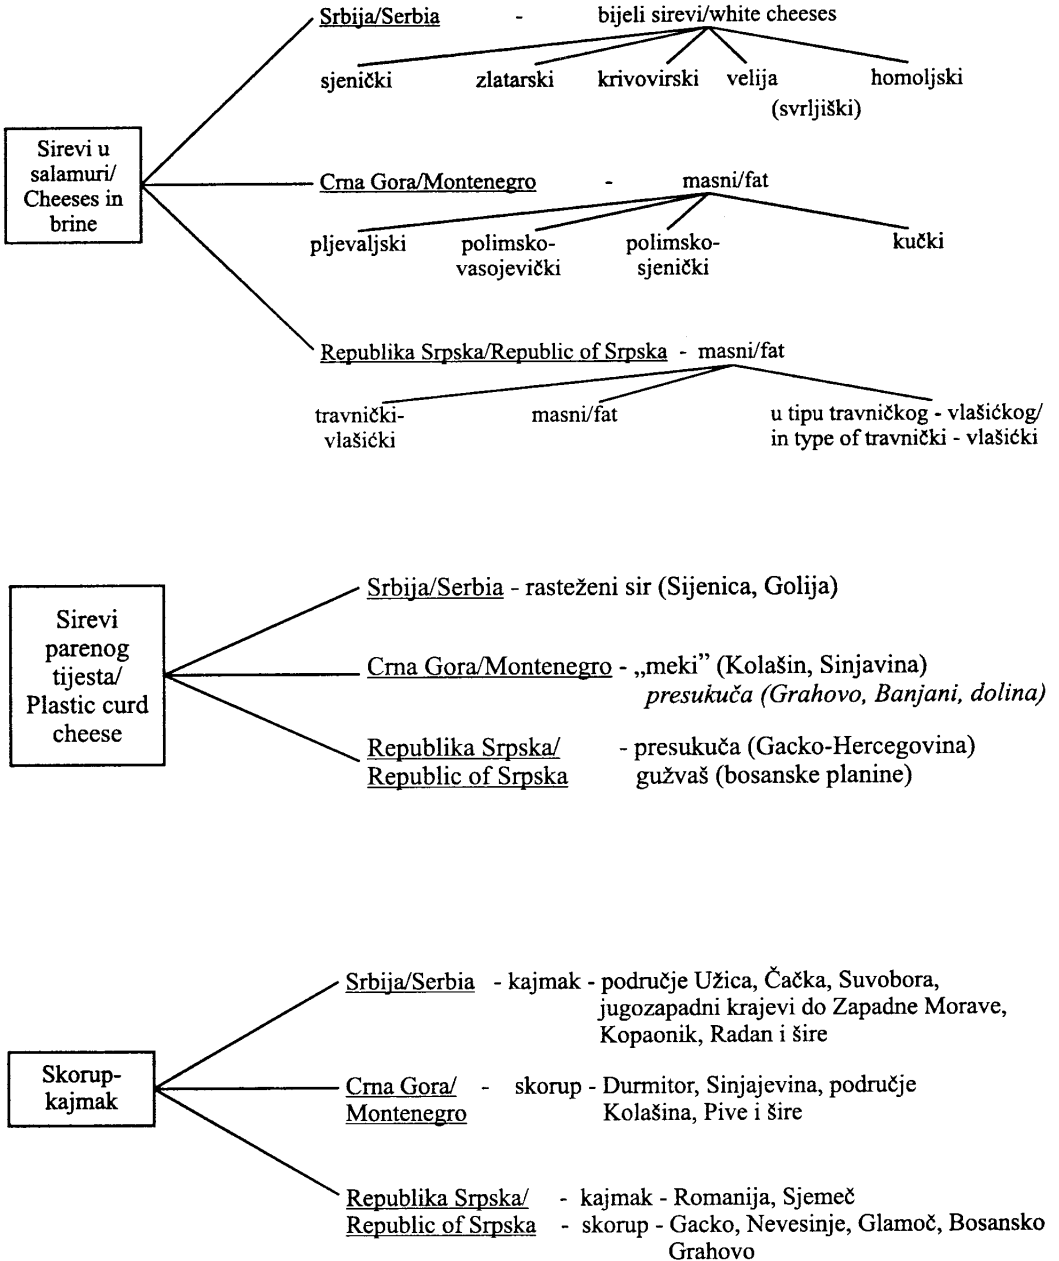 Srbija/Serbia - bijeli sirevi/white cheeses
sjenički zlatarski krivovirski velija homoljski
(svrljiški)
Sirevi u
salamuri/
Cheeses in
brine
Crna Gora/Montenegro - masni/fat
pljevaljski polimsko- polimsko- kučki
vasojevički sjenički
Republika Srpska/Republic of Srpska - masni/fat
travnički- masni/fat u tipu travničkog - vlašićkog/
vlašićki in type of travnički - vlašićki
Sirevi
parenog
tijesta/
Plastic curd
cheese
Srbija/Serbia - rasteženi sir (Sijenica, Golija)
Crna Gora/Montenegro - „meki” (Kolašin, Sinjavina)
presukuča (Grahovo, Banjani, dolina)
Republika Srpska/ - presukuča (Gacko-Hercegovina)
Republic of Srpska gužvaš (bosanske planine)
Skorup-
kajmak
Srbija/Serbia - kajmak - područje Užica, Čačka, Suvobora,
jugozapadni krajevi do Zapadne Morave,
Kopaonik, Radan i šire
Crna Gora/ - skorup - Durmitor, Sinjajevina, područje
Montenegro Kolašina, Pive i šire
Republika Srpska/ - kajmak - Romanija, Sjemeč
Republic of Srpska - skorup - Gacko, Nevesinje, Glamoč, Bosansko
Grahovo